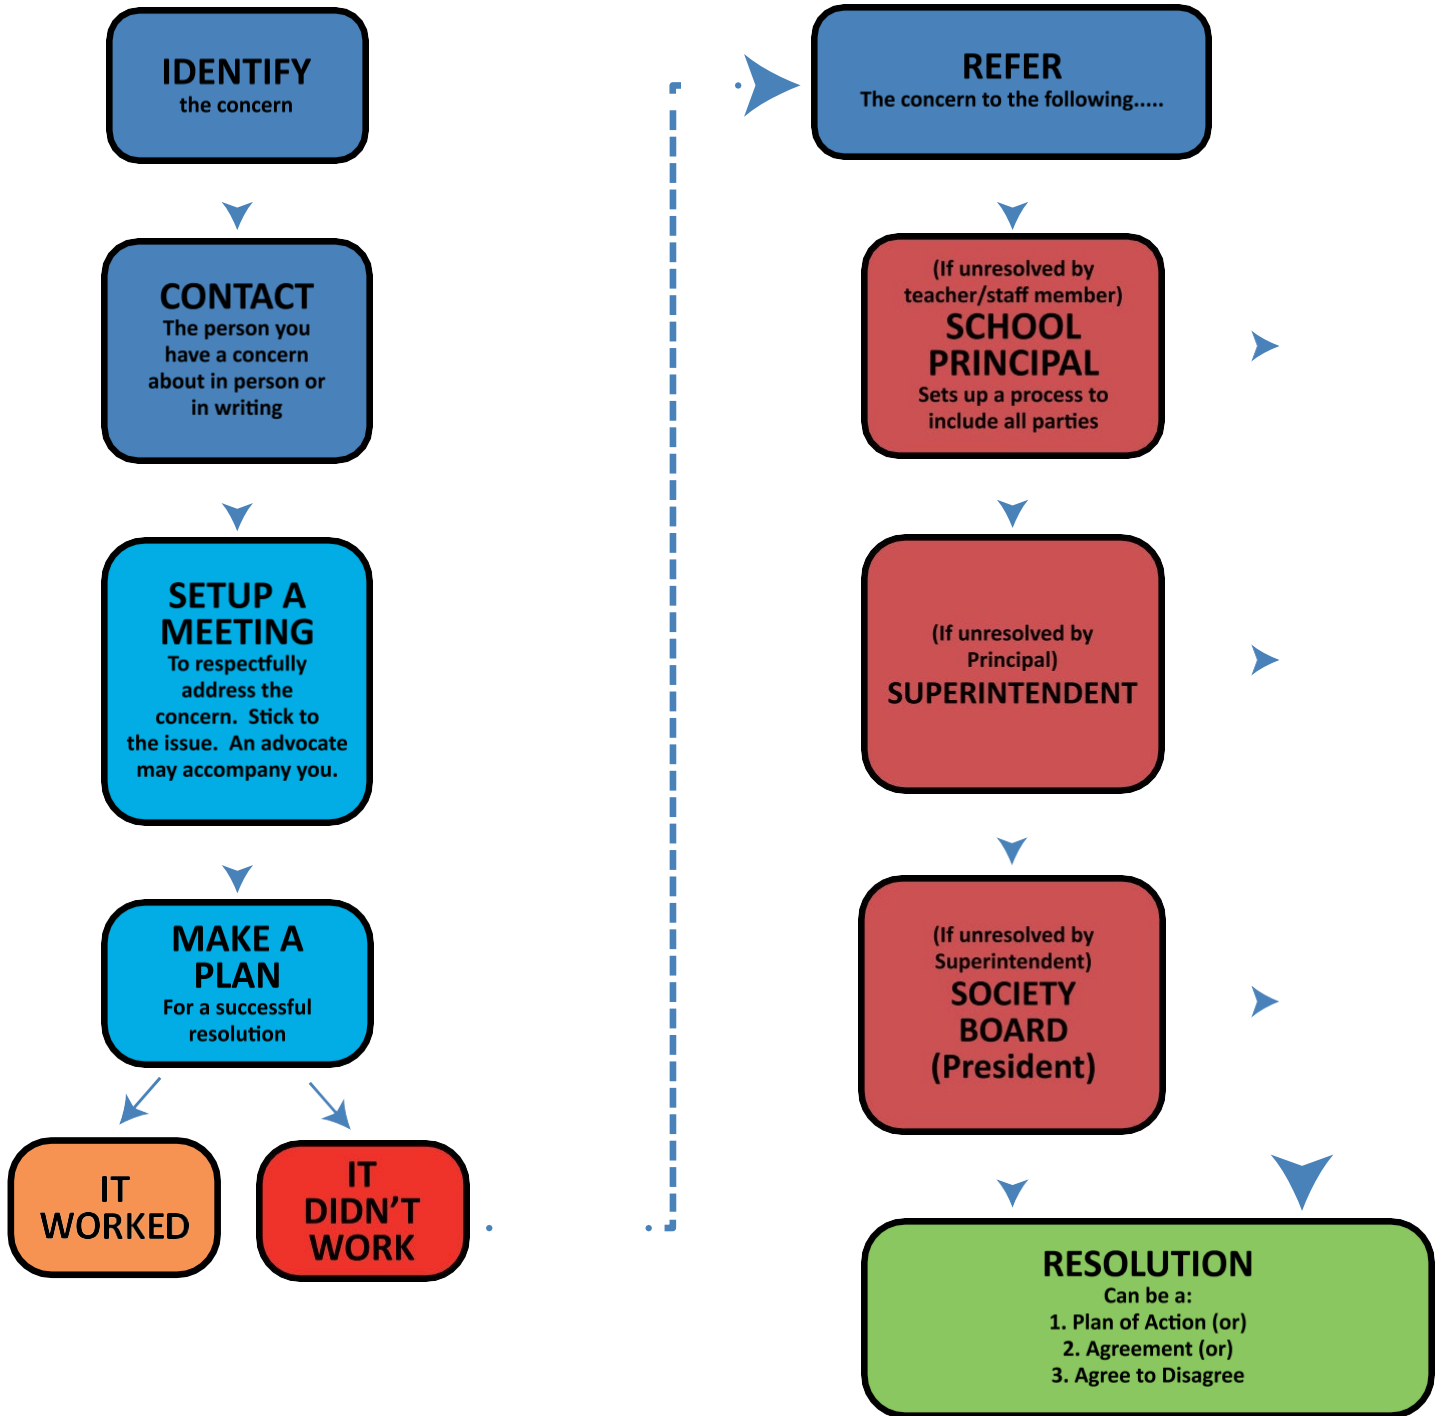 IDENTIFY
the concern
CONTACT
The person you
have a concern
about in person or
in writing
SETUP A
MEETING
To respectfully
address the
concern. Stick to
the issue. An advocate
may accompany you.
MAKE A
PLAN
For a successful
resolution
IT
WORKED
IT
DIDN’T
WORK
REFER
The concern to the following.....
(If unresolved by
teacher/staff member)
SCHOOL
PRINCIPAL
Sets up a process to
include all parties
(If unresolved by
Principal)
SUPERINTENDENT
(If unresolved by
Superintendent)
SOCIETY
BOARD
(President)
RESOLUTION
Can be a:
1. Plan of Action (or)
2. Agreement (or)
3. Agree to Disagree